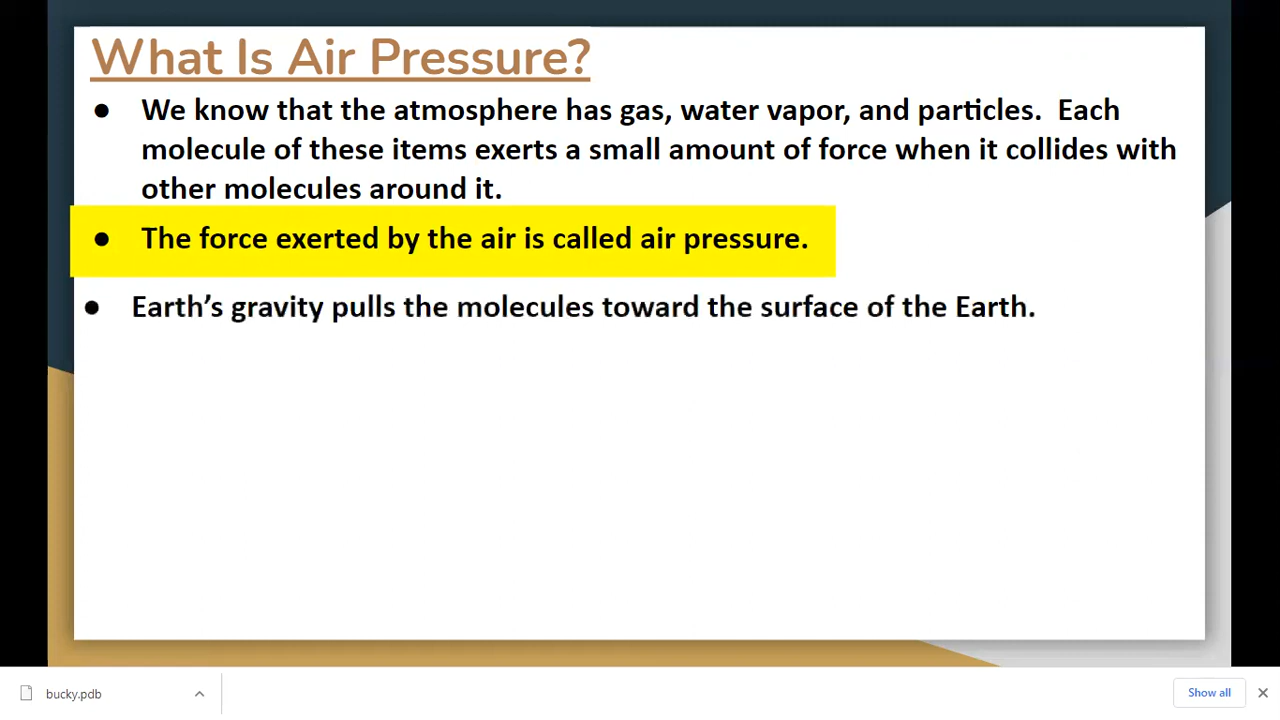 What Is Air Pressure?
● We know that the atmosphere has gas, water vapor, and particles.  Each
molecule of these items exerts a small amount of force when it collides with
other molecules around it.
● The force exerted by the air is called air pressure.
● Earth’s gravity pulls the molecules toward the surface of the Earth.
bucky.pdb
Show all